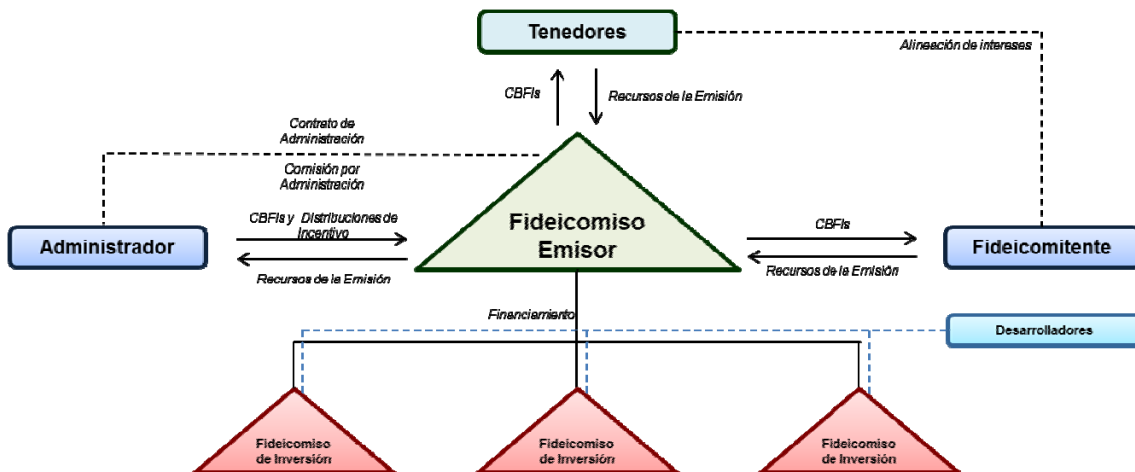 Tenedores
Alineación de intereses
CBFIs
Recursos de la Emisión
Contrato de
Administración
Comisión por
Administración
CBFIs y Distribuciones de
Incentivo
Administrador
Recursos de la Emisión
Fideicomiso
Emisor
CBFIs
Recursos de la Emisión
Fideicomitente
Financiamiento
Desarrolladores
Fideicomiso
de Inversión
Fideicomiso
de Inversión
Fideicomiso
de Inversión